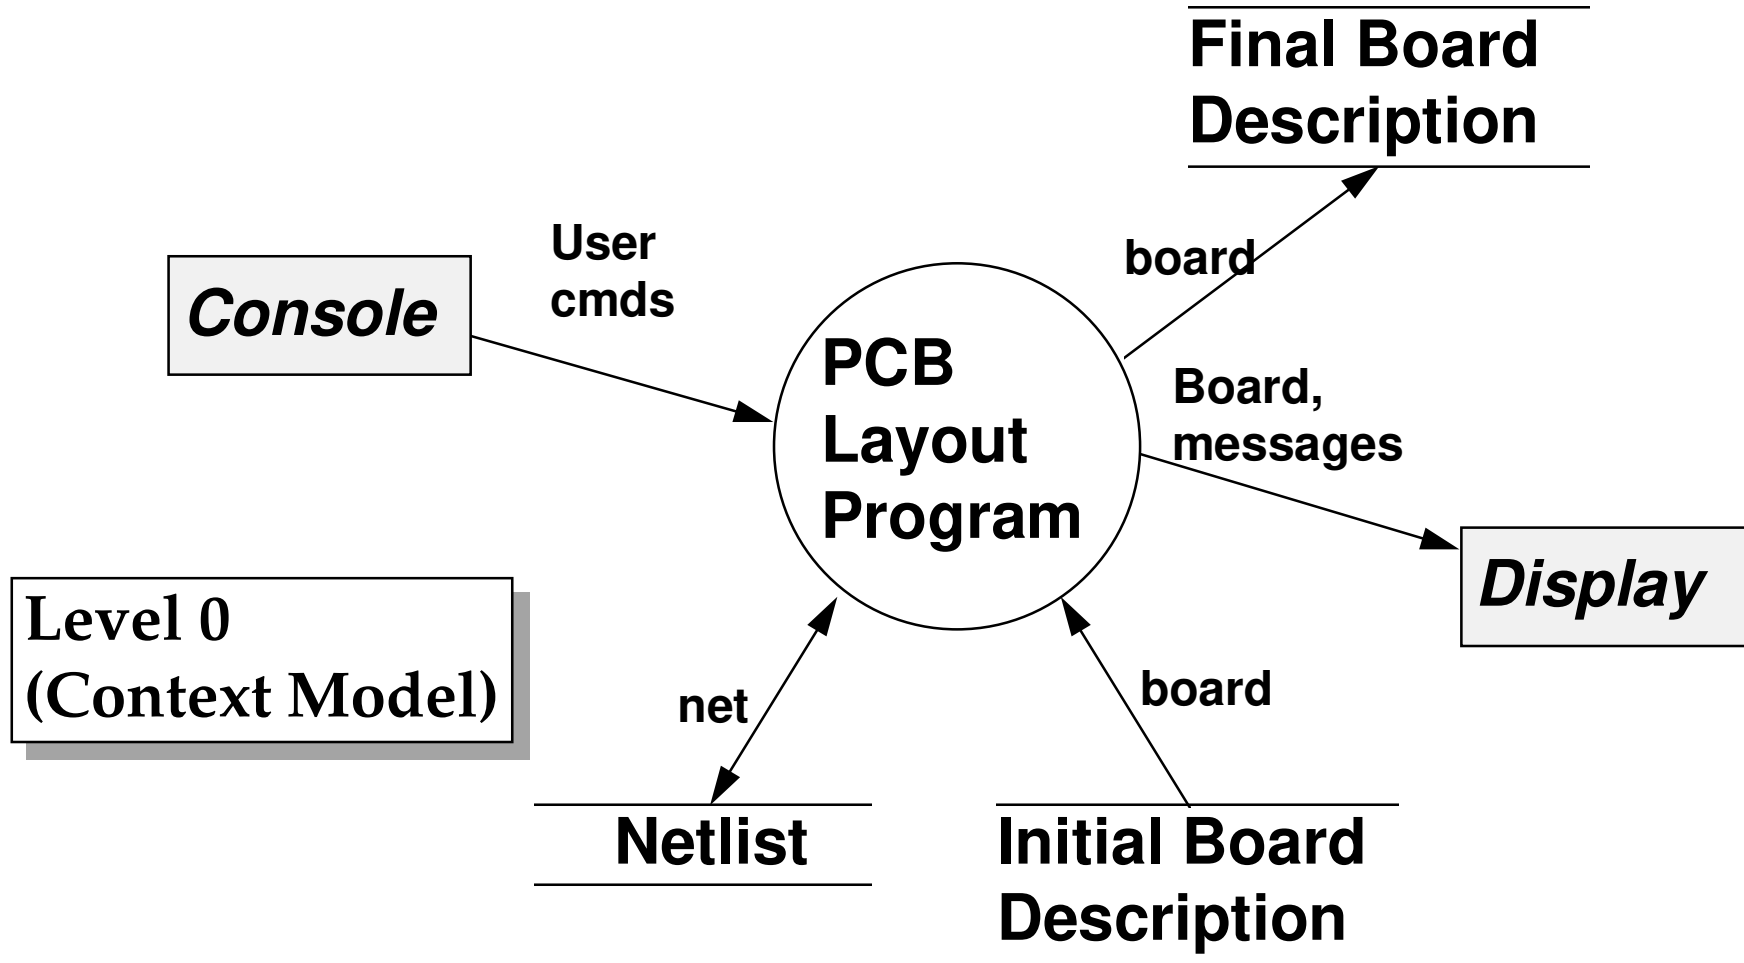 Final Board
Description
User
cmds
board
Console
PCB
Layout
Program
Board,
messages
Display
Level 0
(Context Model)
net
board
Netlist
Initial Board
Description